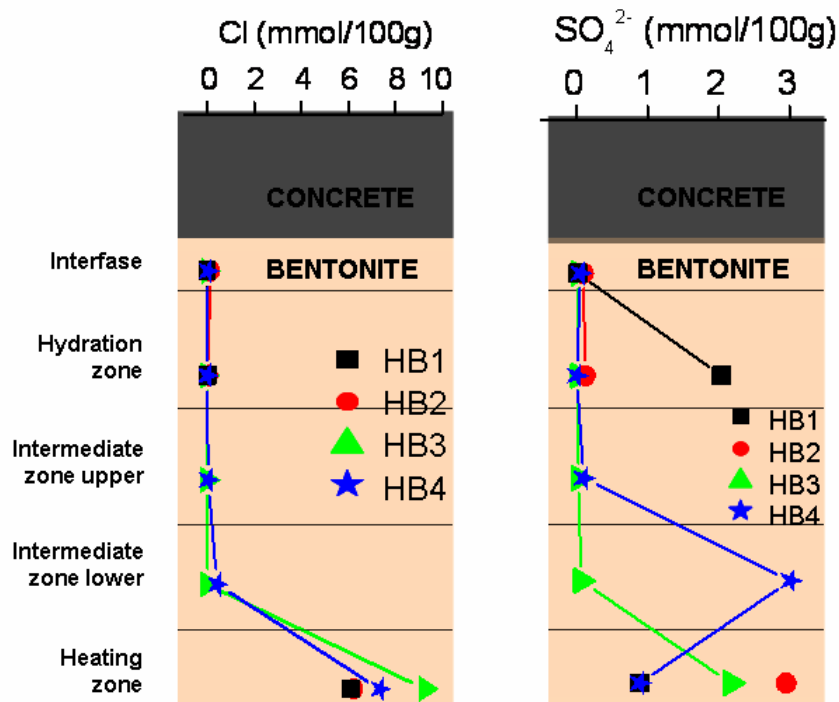 Cl (mmol/100g)
0 2 4 6 8 10
SO₄²⁻ (mmol/100g)
0 1 2 3
CONCRETE
CONCRETE
Interfase
BENTONITE
BENTONITE
Hydration
zone
HB1
HB2
HB3
HB4
HB1
HB2
HB3
HB4
Intermediate
zone upper
Intermediate
zone lower
Heating
zone